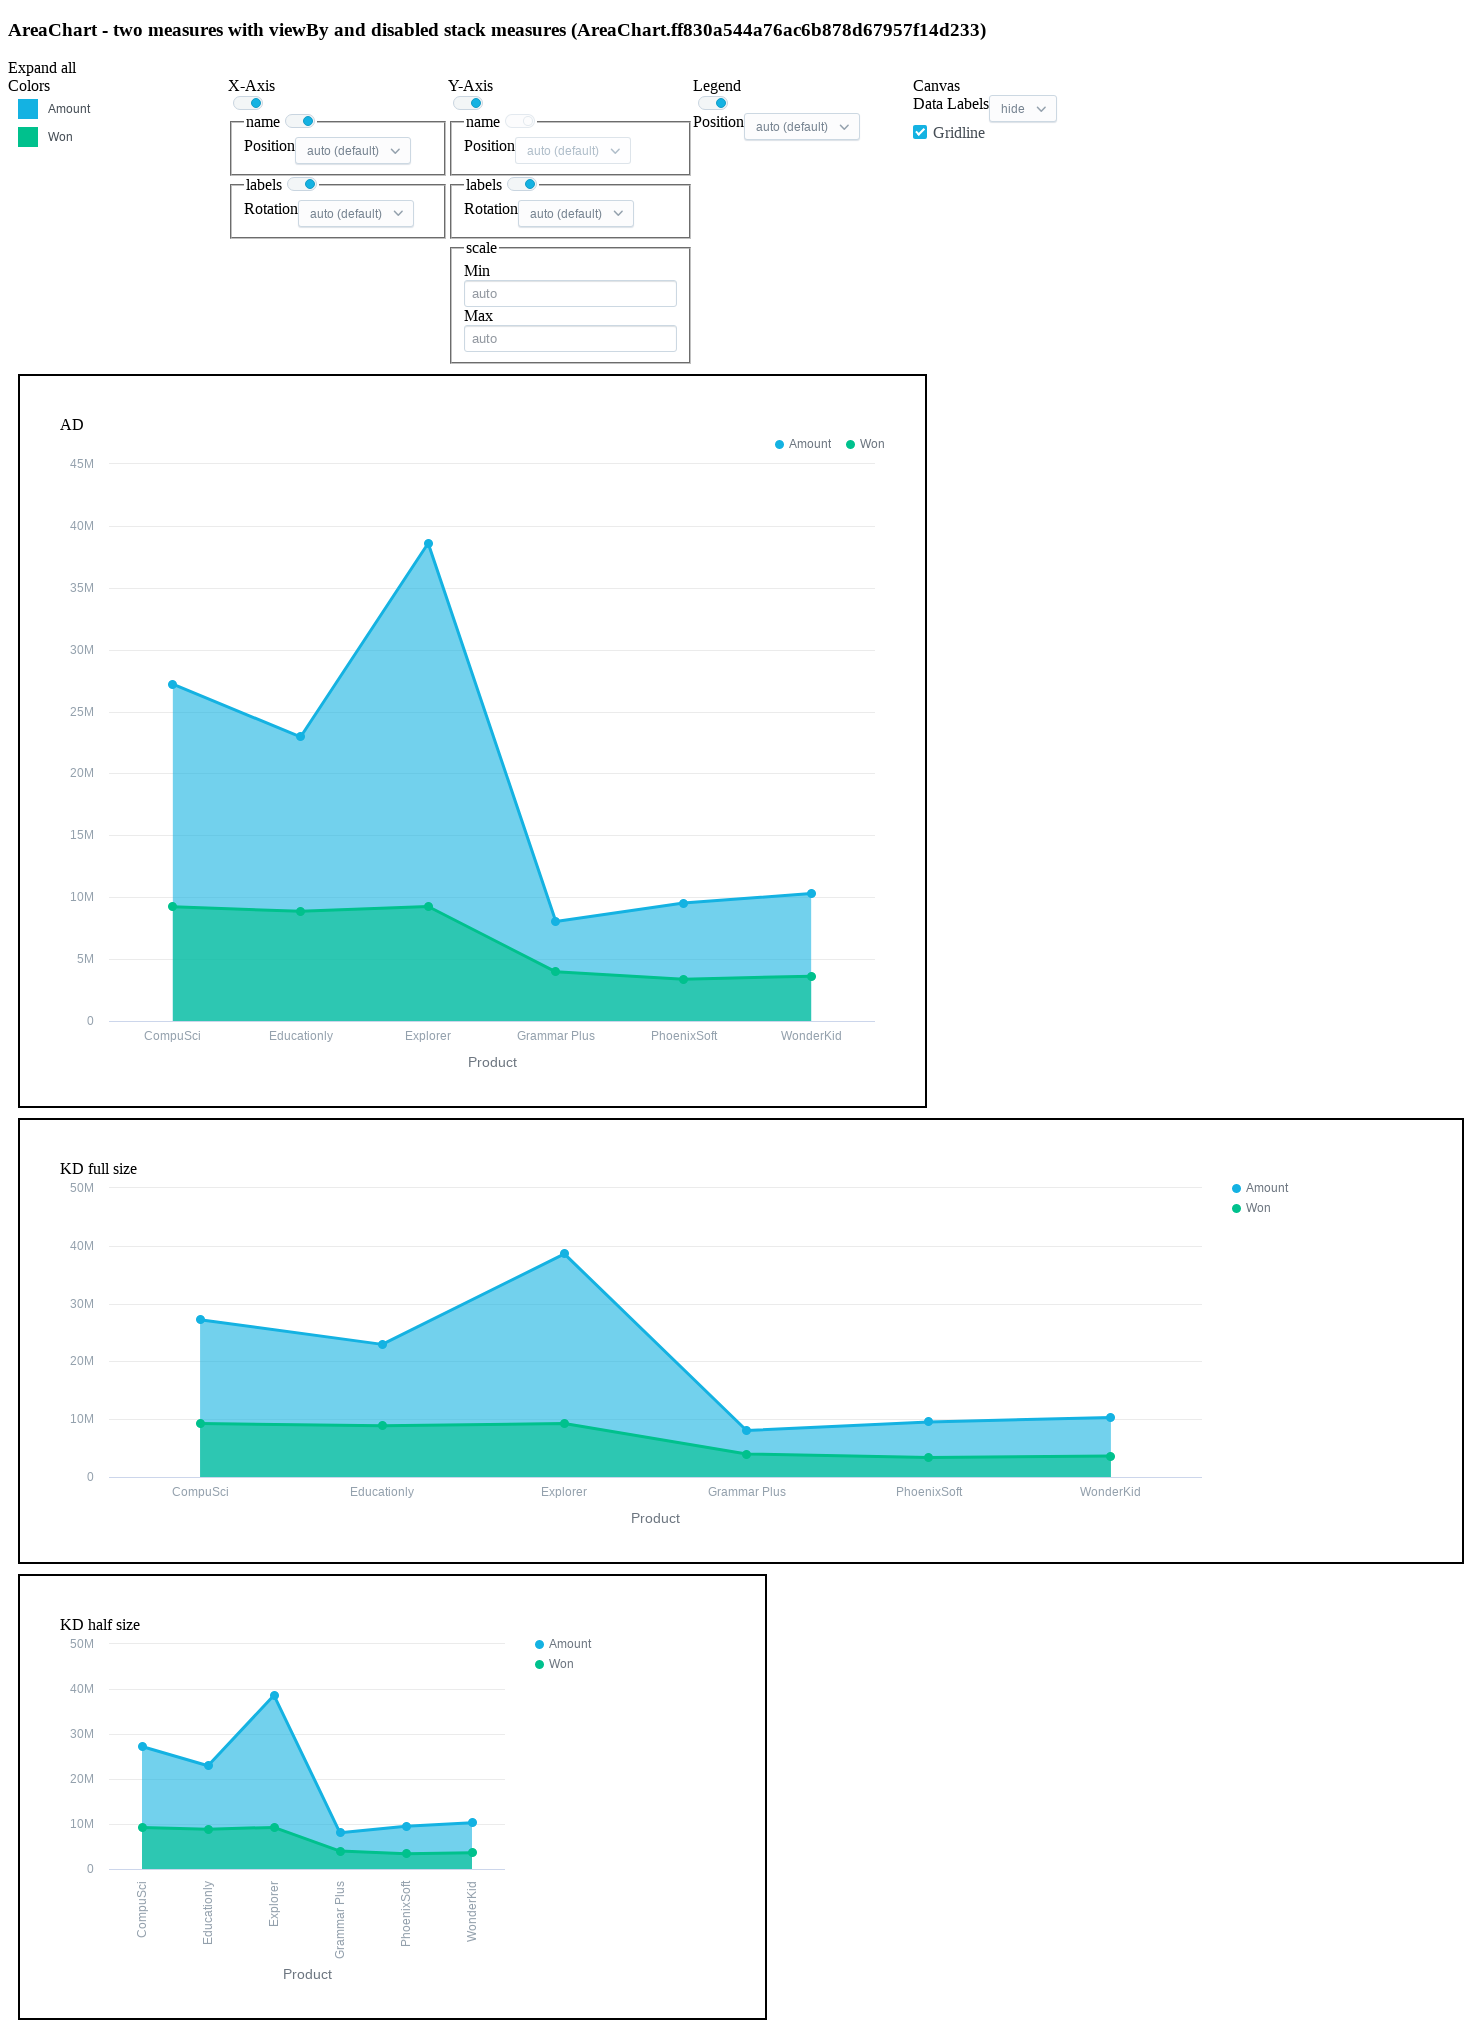 AreaChart - two measures with viewBy and disabled stack measures (AreaChart.ff830a544a76ac6b878d67957f14d233)
Expand all
Colors
Amount
Won
X-Axis
name
Position auto (default)
labels
Rotation auto (default)
Y-Axis
name
Position auto (default)
labels
Rotation auto (default)
scale
Min
auto
Max
auto
Legend
Position auto (default)
Canvas
Data Labels hide
Gridline
AD
Amount Won
45M
40M
35M
30M
25M
20M
15M
10M
5M
0
CompuSci Educationly Explorer Grammar Plus PhoenixSoft WonderKid
Product
KD full size
Amount
Won
50M
40M
30M
20M
10M
0
CompuSci Educationly Explorer Grammar Plus PhoenixSoft WonderKid
Product
KD half size
Amount
Won
50M
40M
30M
20M
10M
0
CompuSci
Educationly
Explorer
Grammar Plus
PhoenixSoft
WonderKid
Product